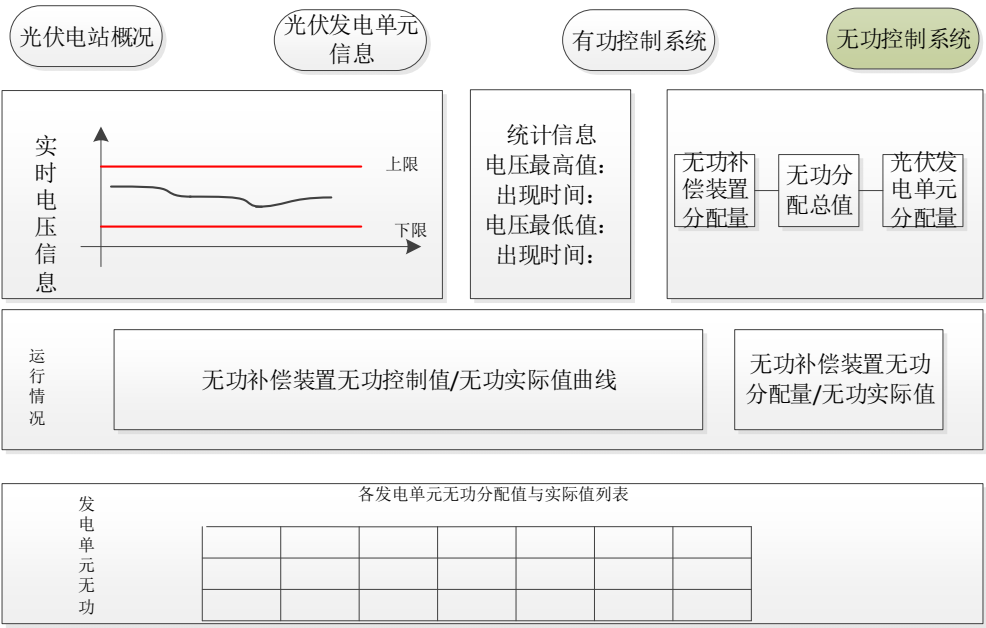 光伏电站概况
光伏发电单元
信息
有功控制系统
无功控制系统
实时电压信息
上限
下限
统计信息
电压最高值：
出现时间：
电压最低值：
出现时间：
无功补
偿装置
分配量
无功分
配总值
光伏发
电单元
分配量
运行情况
无功补偿装置无功控制值/无功实际值曲线
无功补偿装置无功
分配量/无功实际值
发电单元无功
各发电单元无功分配值与实际值列表